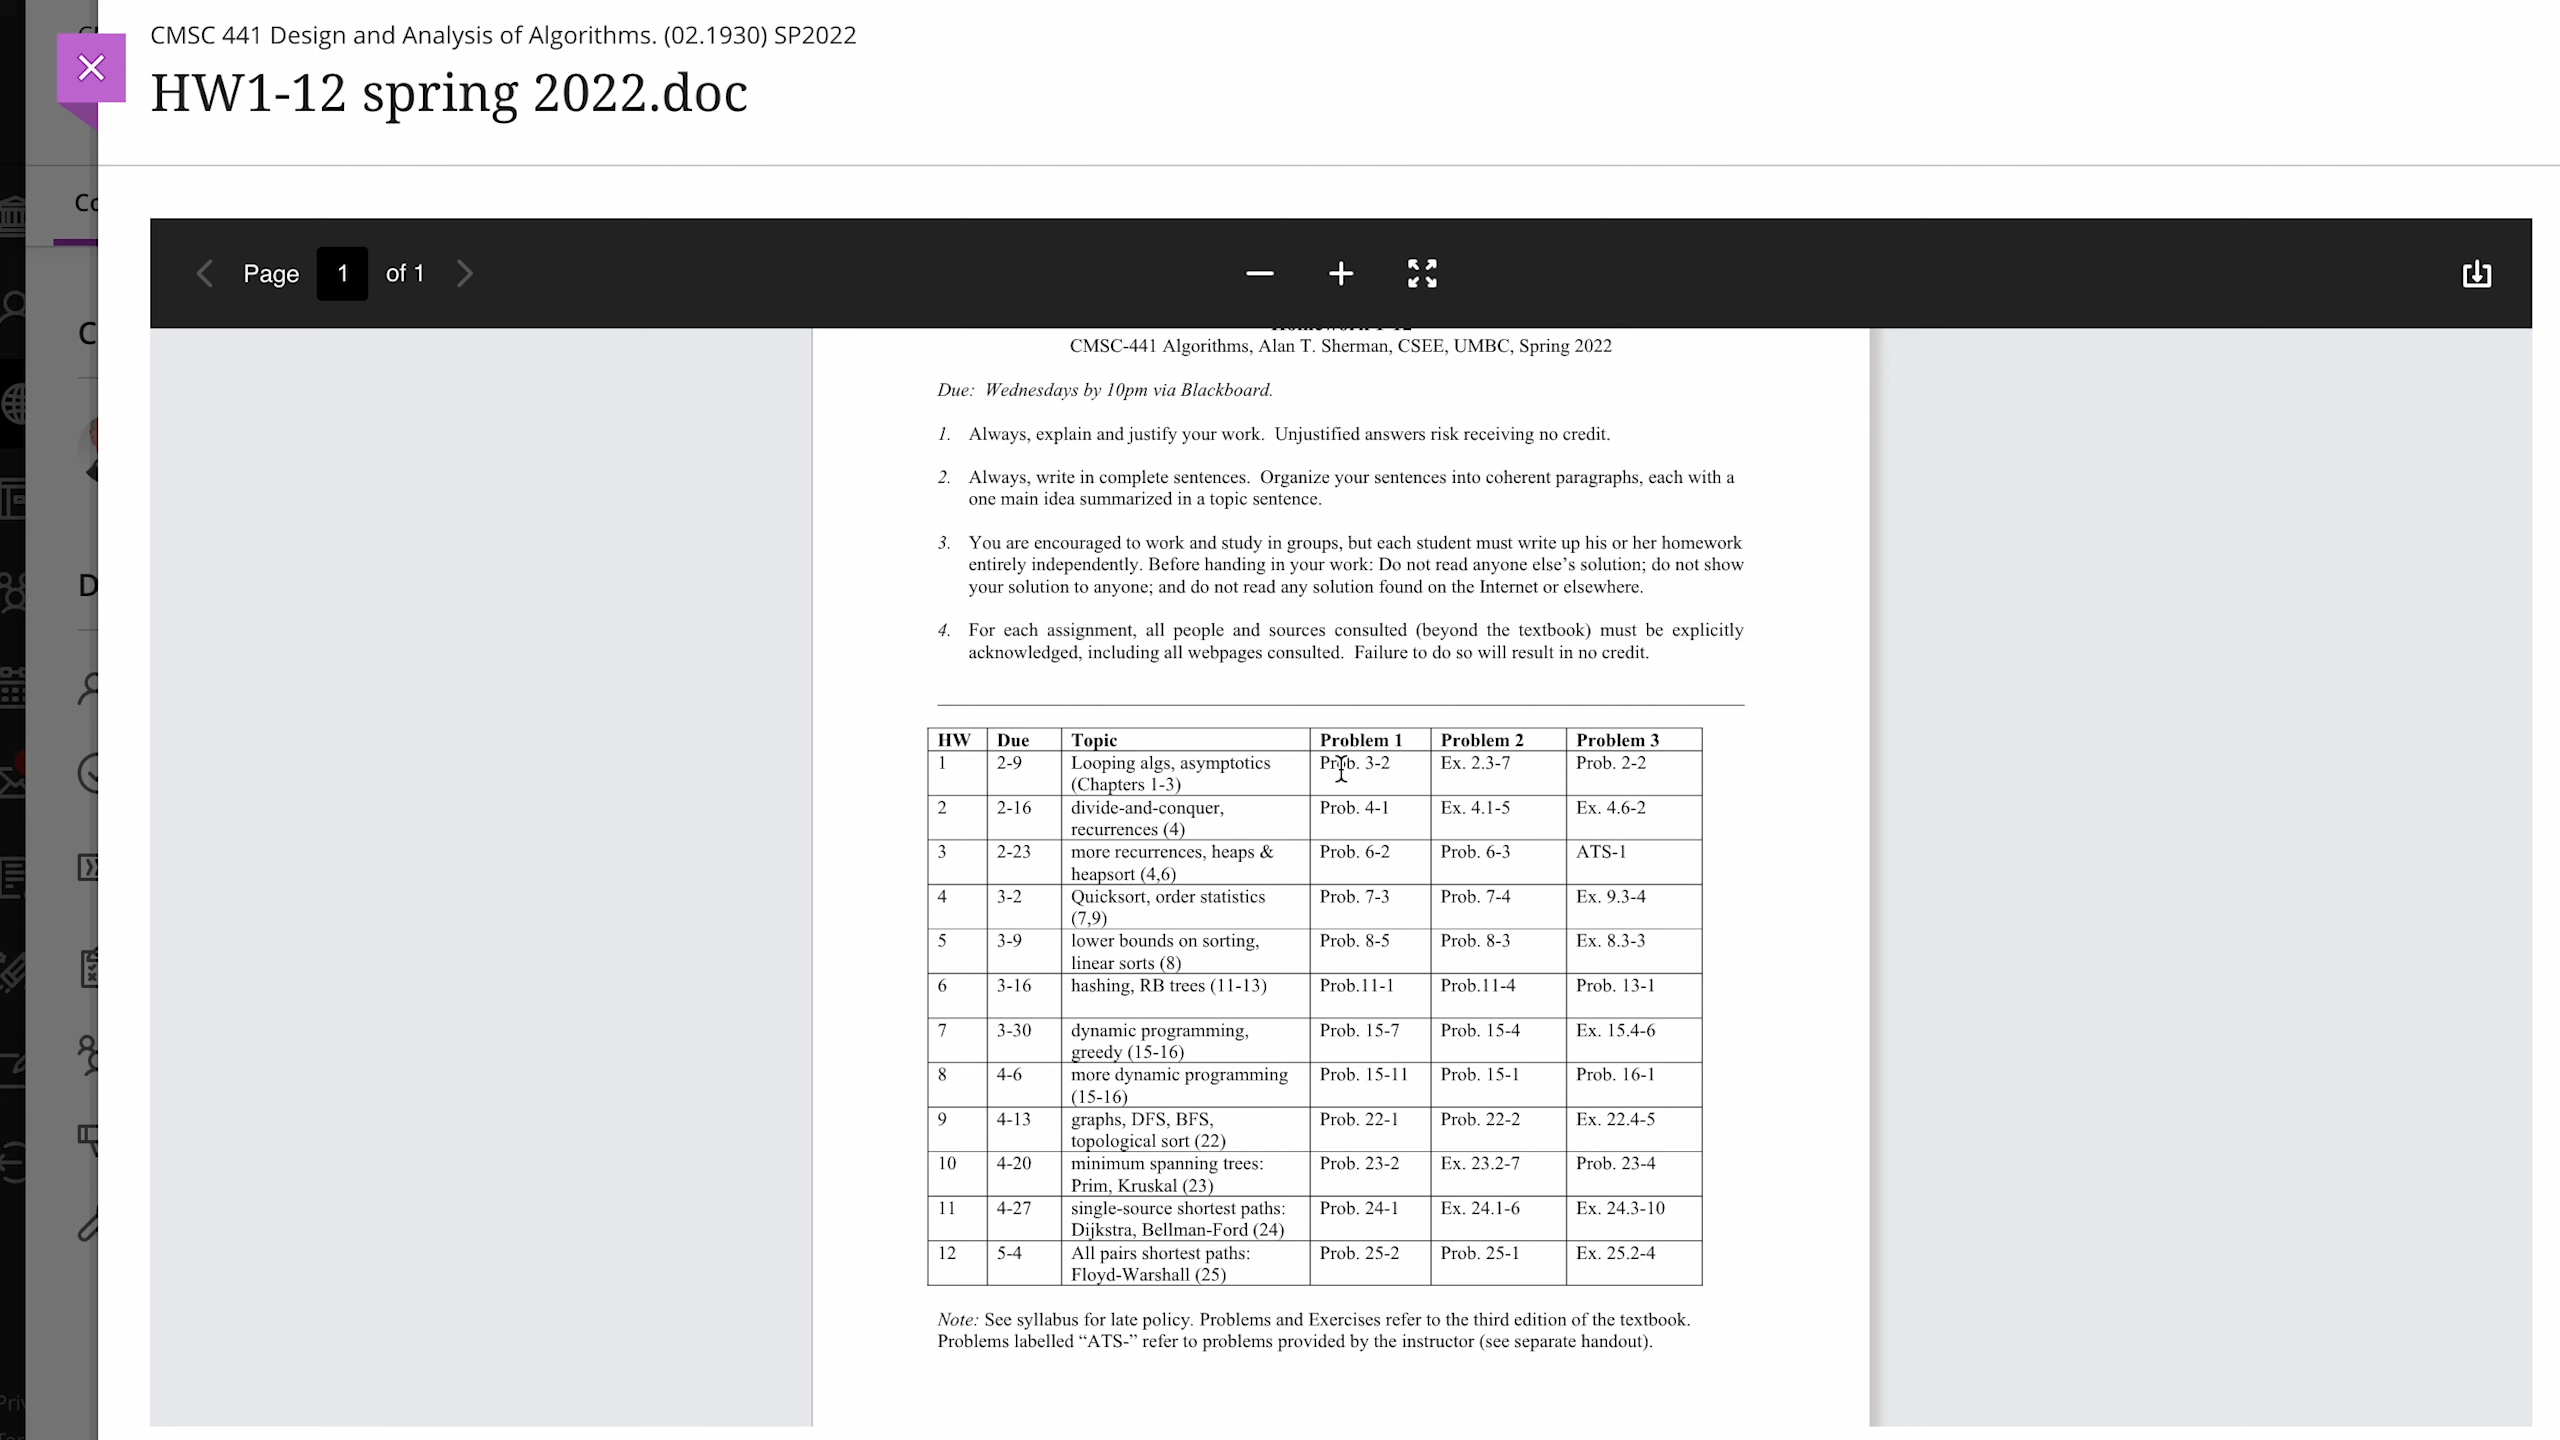 CMSC 441 Design and Analysis of Algorithms. (02.1930) SP2022
HW1-12 spring 2022.doc
Page 1 of 1
CMSC-441 Algorithms, Alan T. Sherman, CSEE, UMBC, Spring 2022
Due: Wednesdays by 10pm via Blackboard.
1. Always, explain and justify your work. Unjustified answers risk receiving no credit.
2. Always, write in complete sentences. Organize your sentences into coherent paragraphs, each with a
one main idea summarized in a topic sentence.
3. You are encouraged to work and study in groups, but each student must write up his or her homework
entirely independently. Before handing in your work: Do not read anyone else’s solution; do not show
your solution to anyone; and do not read any solution found on the Internet or elsewhere.
4. For each assignment, all people and sources consulted (beyond the textbook) must be explicitly
acknowledged, including all webpages consulted. Failure to do so will result in no credit.
HW Due Topic Problem 1 Problem 2 Problem 3
1 2-9 Looping algs, asymptotics Prob. 3-2 Ex. 2.3-7 Prob. 2-2
(Chapters 1-3)
2 2-16 divide-and-conquer, Prob. 4-1 Ex. 4.1-5 Ex. 4.6-2
recurrences (4)
3 2-23 more recurrences, heaps & Prob. 6-2 Prob. 6-3 ATS-1
heapsort (4,6)
4 3-2 Quicksort, order statistics Prob. 7-3 Prob. 7-4 Ex. 9.3-4
(7,9)
5 3-9 lower bounds on sorting, Prob. 8-5 Prob. 8-3 Ex. 8.3-3
linear sorts (8)
6 3-16 hashing, RB trees (11-13) Prob.11-1 Prob.11-4 Prob. 13-1
7 3-30 dynamic programming, Prob. 15-7 Prob. 15-4 Ex. 15.4-6
greedy (15-16)
8 4-6 more dynamic programming Prob. 15-11 Prob. 15-1 Prob. 16-1
(15-16)
9 4-13 graphs, DFS, BFS, Prob. 22-1 Prob. 22-2 Ex. 22.4-5
topological sort (22)
10 4-20 minimum spanning trees: Prob. 23-2 Ex. 23.2-7 Prob. 23-4
Prim, Kruskal (23)
11 4-27 single-source shortest paths: Prob. 24-1 Ex. 24.1-6 Ex. 24.3-10
Dijkstra, Bellman-Ford (24)
12 5-4 All pairs shortest paths: Prob. 25-2 Prob. 25-1 Ex. 25.2-4
Floyd-Warshall (25)
Note: See syllabus for late policy. Problems and Exercises refer to the third edition of the textbook.
Problems labelled “ATS-” refer to problems provided by the instructor (see separate handout).